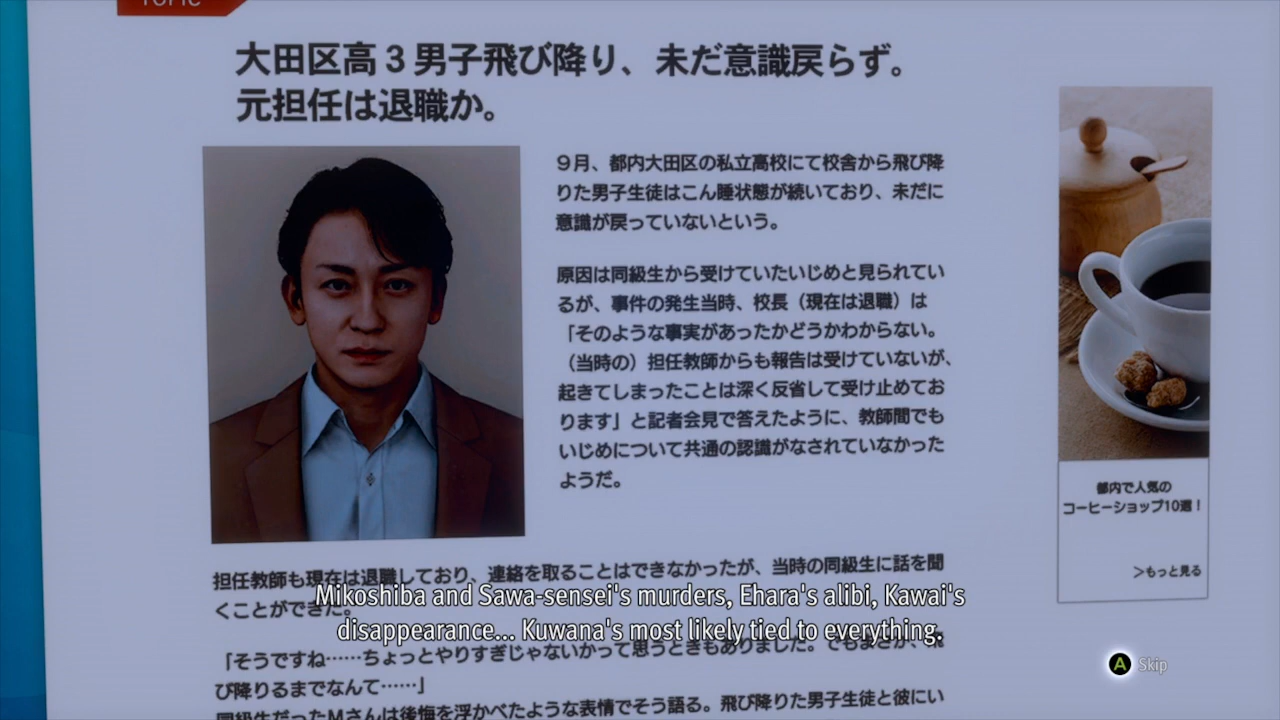 TOPIC
大田区高3男子飛び降り、未だ意識戻らず。
元担任は退職か。
9月、都内大田区の私立高校にて校舎から飛び降
りた男子生徒はこん睡状態が続いており、未だに
意識が戻っていないという。
原因は同級生から受けていたいじめと見られてい
るが、事件の発生当時、校長（現在は退職）は
「そのような事実があったかどうかわからない。
（当時の）担任教師からも報告は受けていないが、
起きてしまったことは深く反省して受け止めてお
ります」と記者会見で答えたように、教師間でも
いじめについて共通の認識がなされていなかった
ようだ。
都内で人気の
コーヒーショップ10選！
＞もっと見る
担任教師も現在は退職しており、連絡を取ることはできなかったが、当時の同級生に話を聞
くことができた。
Mikoshiba and Sawa-sensei's murders, Ehara's alibi, Kawai's
disappearance... Kuwana's most likely tied to everything.
「そうですね……ちょっとやりすぎじゃないかって思うときもありました。でもまさか、飛
び降りるまでなんて……」
同級生だったMさんは後悔を浮かべたような表情でそう語る。飛び降りた男子生徒と彼にい
A Skip